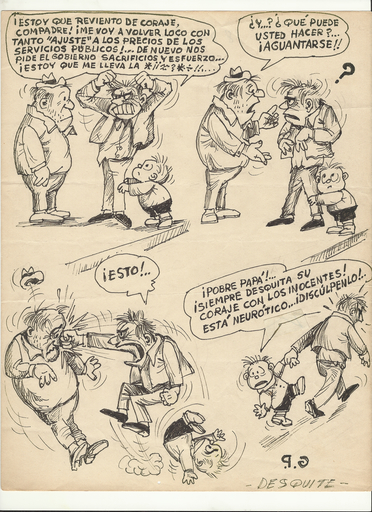 ¡ESTOY QUE REVIENTO DE CORAJE,
COMPADRE! ¡ME VOY A VOLVER LOCO CON
TANTO "AJUSTE" A LOS PRECIOS DE LOS
SERVICIOS PÚBLICOS!... DE NUEVO NOS
PIDE EL GOBIERNO SACRIFICIOS Y ESFUERZO...
¡ESTOY QUE ME LLEVA LA
¿Y...? ¿QUÉ PUEDE
USTED HACER?...
¡AGUANTARSE!!
?
¡ESTO!..
¡POBRE PAPÁ!...
¡SIEMPRE DESQUITA SU
CORAJE CON LOS INOCENTES!
ESTÁ NEURÓTICO...¡DISCÚLPENLO!..
G.P.
- DESQUITE -